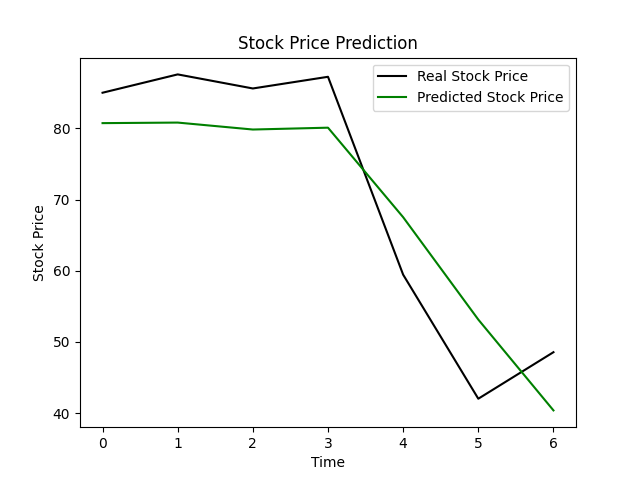 Stock Price Prediction
Real Stock Price
Predicted Stock Price
80
70
60
50
40
Stock Price
0 1 2 3 4 5 6
Time